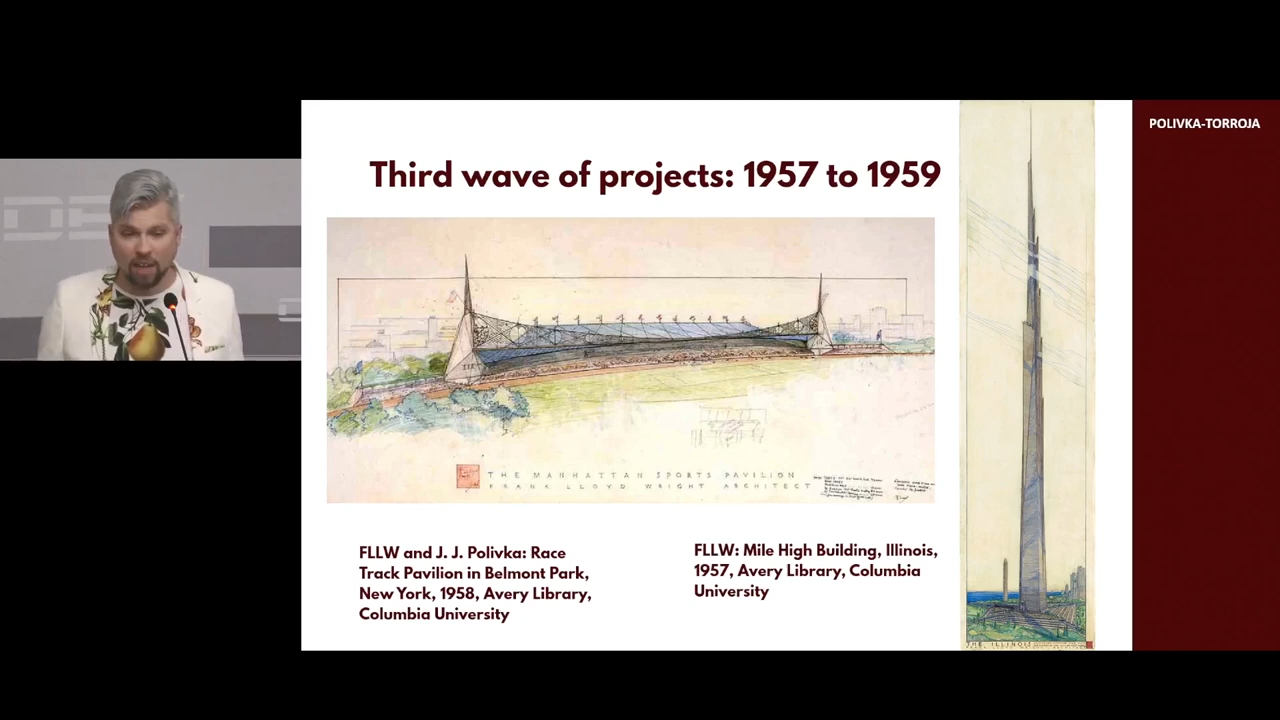 POLIVKA-TORROJA
Third wave of projects: 1957 to 1959
THE MANHATTAN SPORTS PAVILION
FRANK LLOYD WRIGHT ARCHITECT
THE ILLINOIS
FLLW and J. J. Polivka: Race
Track Pavilion in Belmont Park,
New York, 1958, Avery Library,
Columbia University
FLLW: Mile High Building, Illinois,
1957, Avery Library, Columbia
University